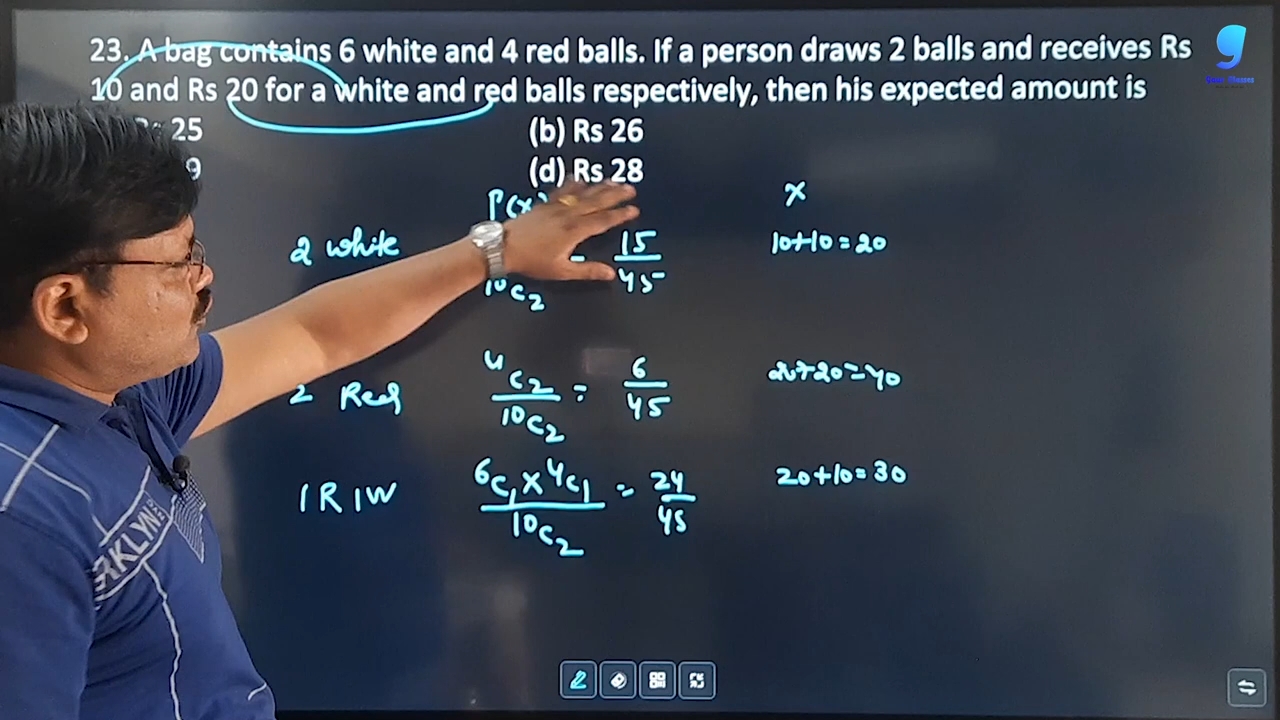 23. A bag contains 6 white and 4 red balls. If a person draws 2 balls and receives Rs
10 and Rs 20 for a white and red balls respectively, then his expected amount is
Rs 25 (b) Rs 26
9 (d) Rs 28
P(x) x
2 white 10C2 = 15/45 10+10=20
2 Red 4C2/10C2 = 6/45 20+20=40
1R1W 6C1 x 4C1/10C2 = 24/45 20+10=30
RKLYN